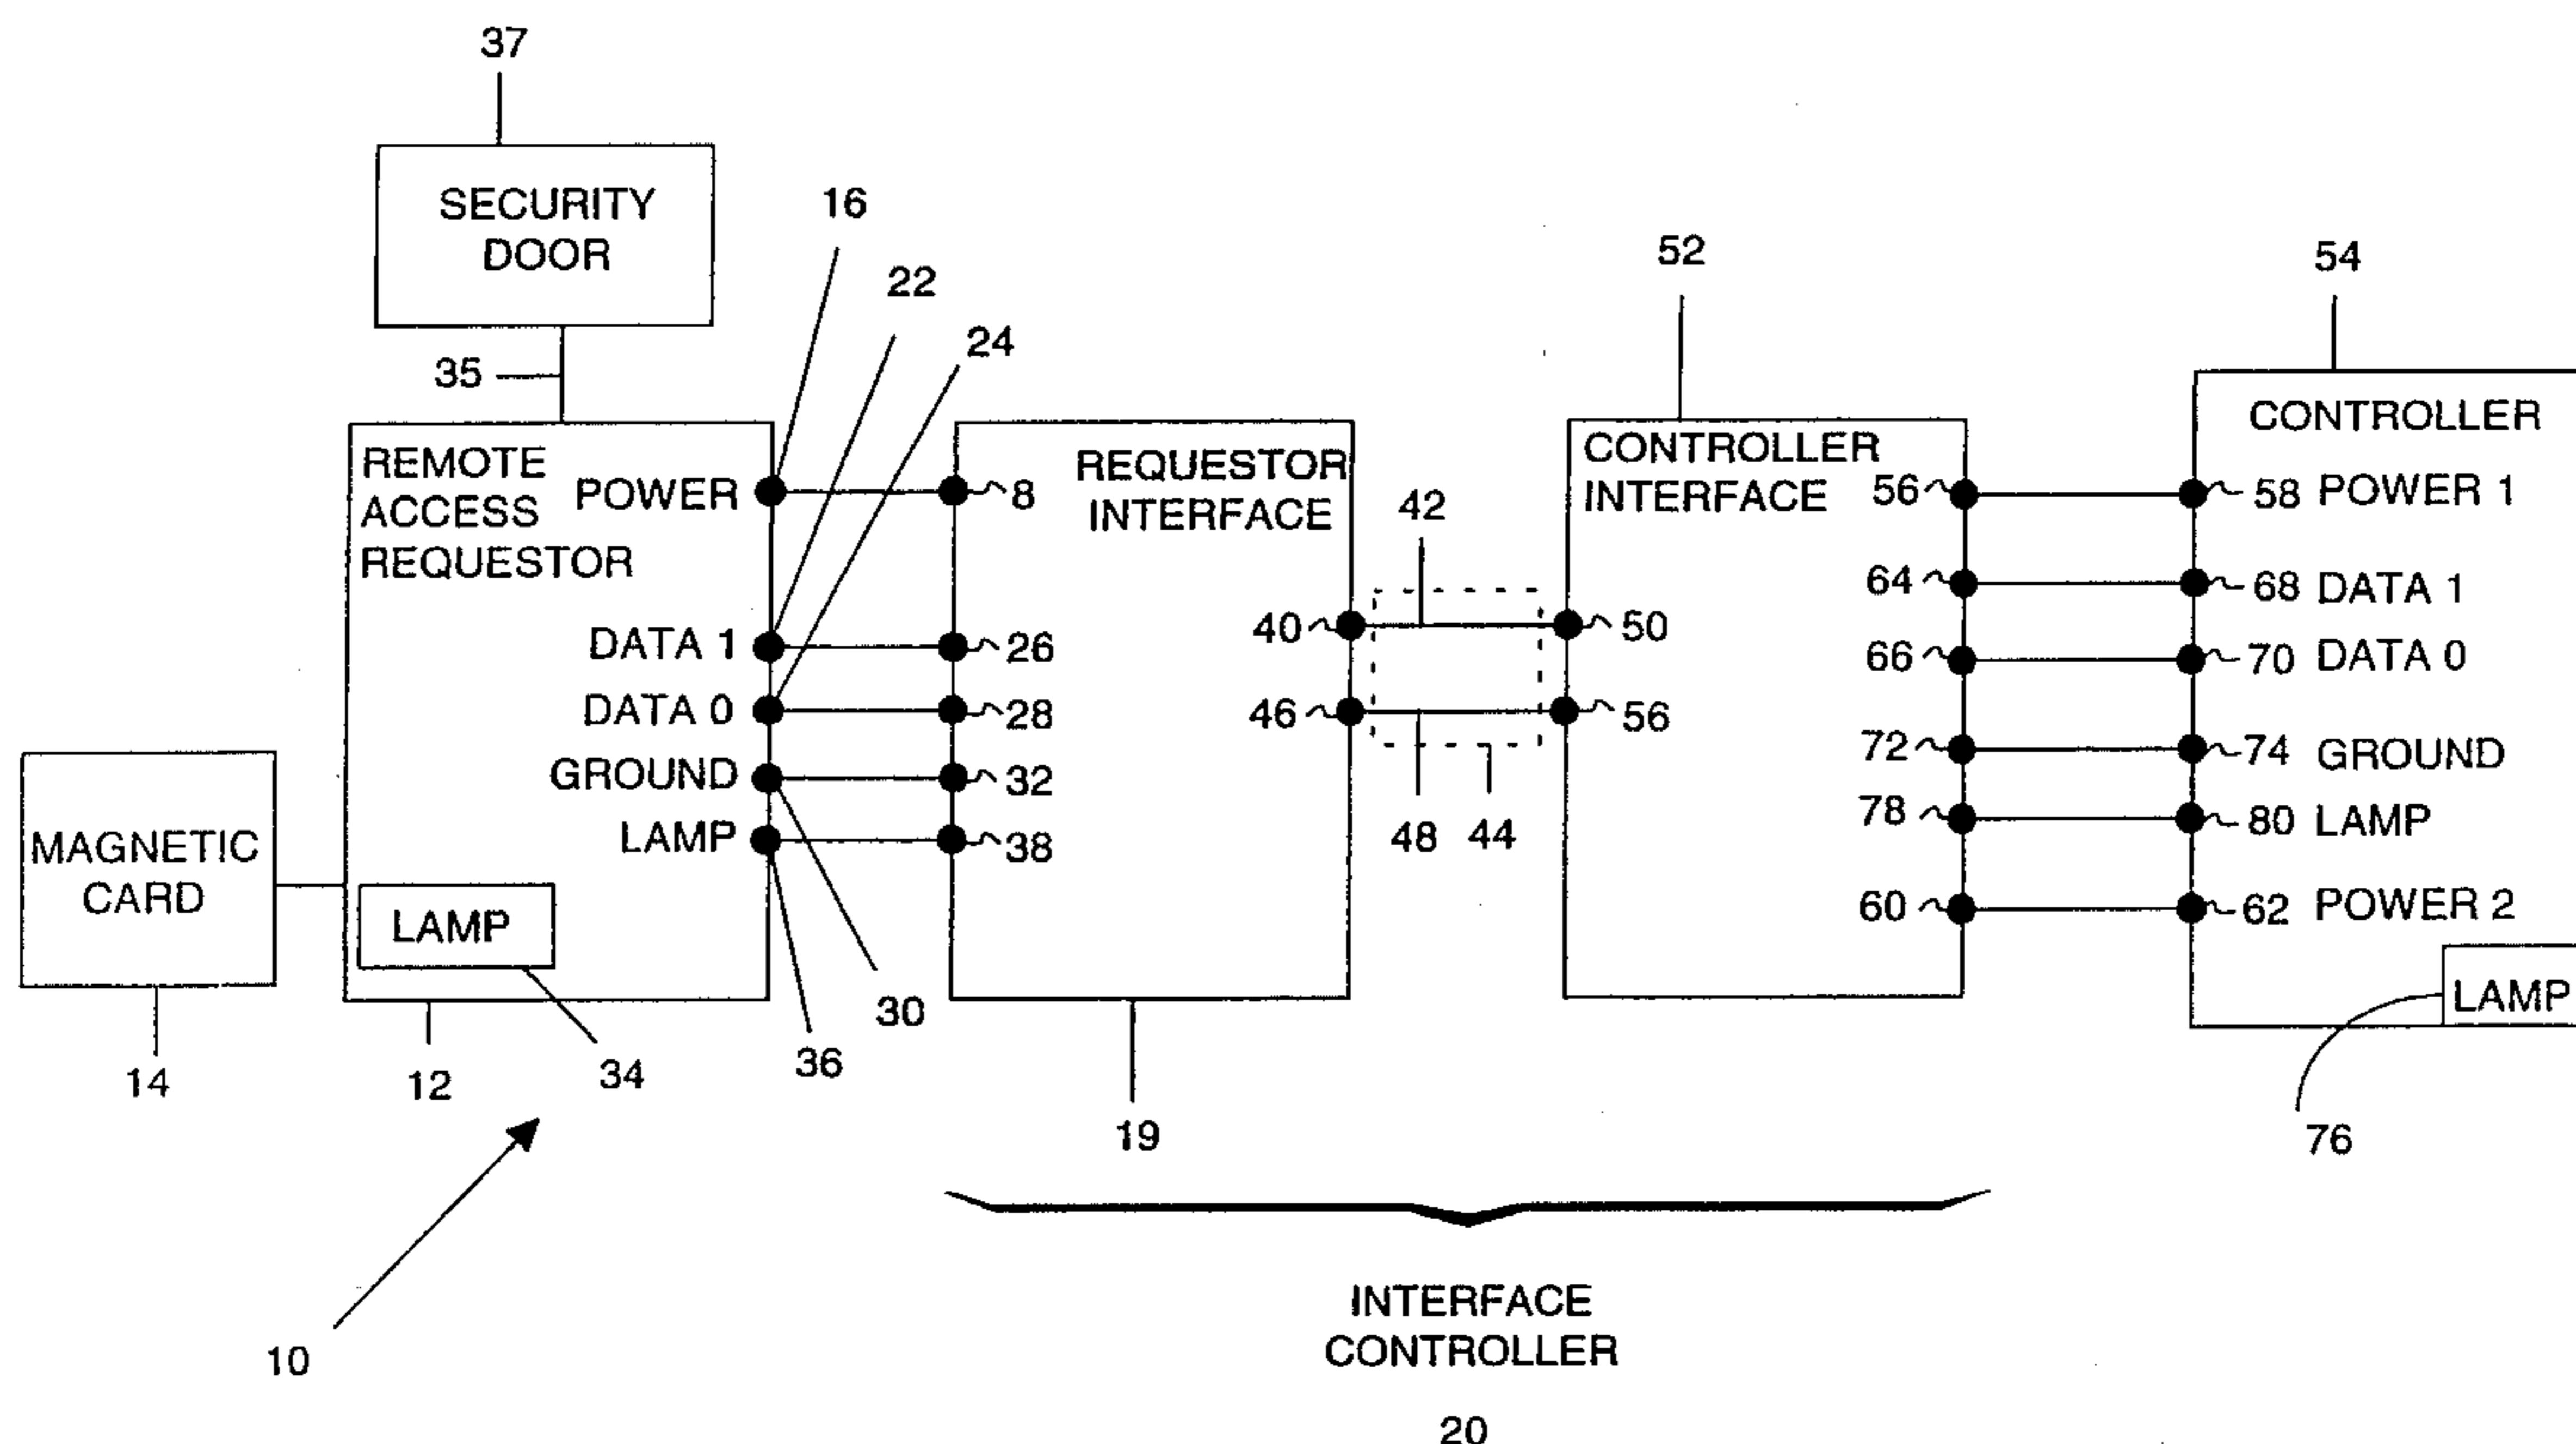 37
SECURITY
DOOR
16
22
24
35
52
54
REMOTE
ACCESS
REQUESTOR
POWER
DATA 1
DATA 0
GROUND
LAMP
LAMP
8
26
28
32
38
REQUESTOR
INTERFACE
40
46
42
48
44
CONTROLLER
INTERFACE
50
56
56
64
66
72
78
60
CONTROLLER
58 POWER 1
68 DATA 1
70 DATA 0
74 GROUND
80 LAMP
62 POWER 2
LAMP
76
MAGNETIC
CARD
14
12
34
36
30
19
10
INTERFACE
CONTROLLER
20